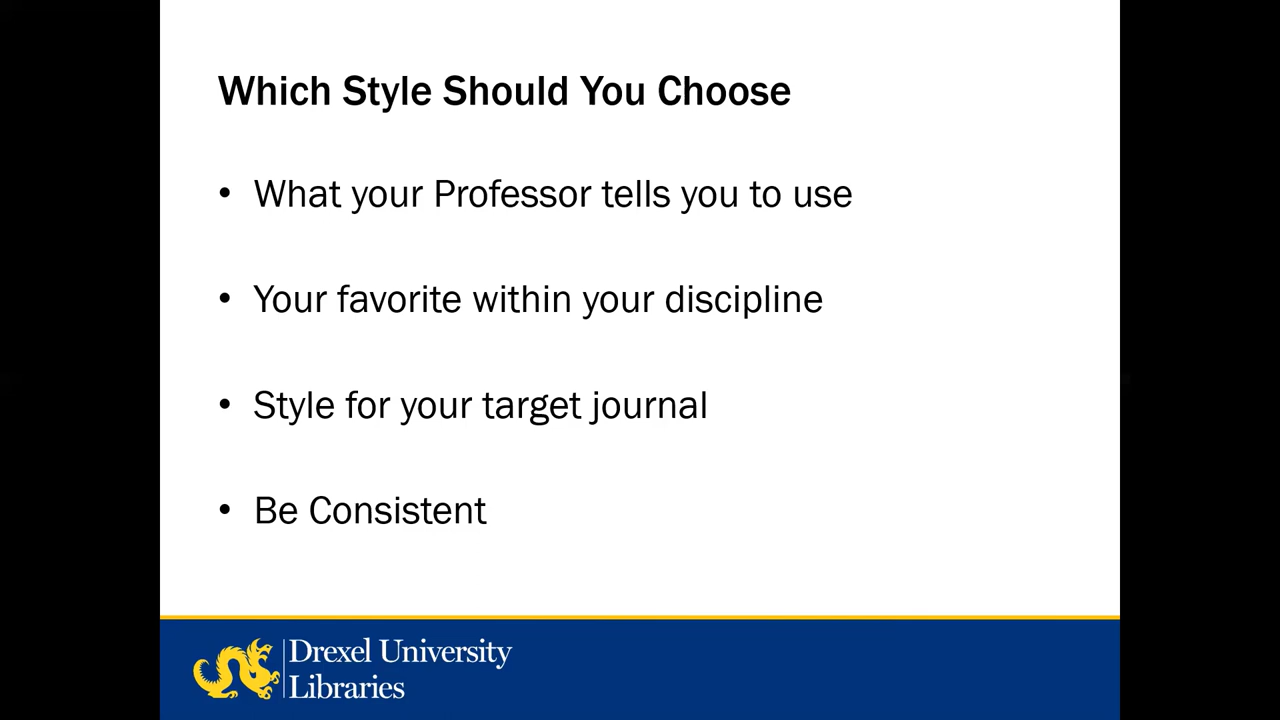 Which Style Should You Choose
• What your Professor tells you to use
• Your favorite within your discipline
• Style for your target journal
• Be Consistent
Drexel University
Libraries